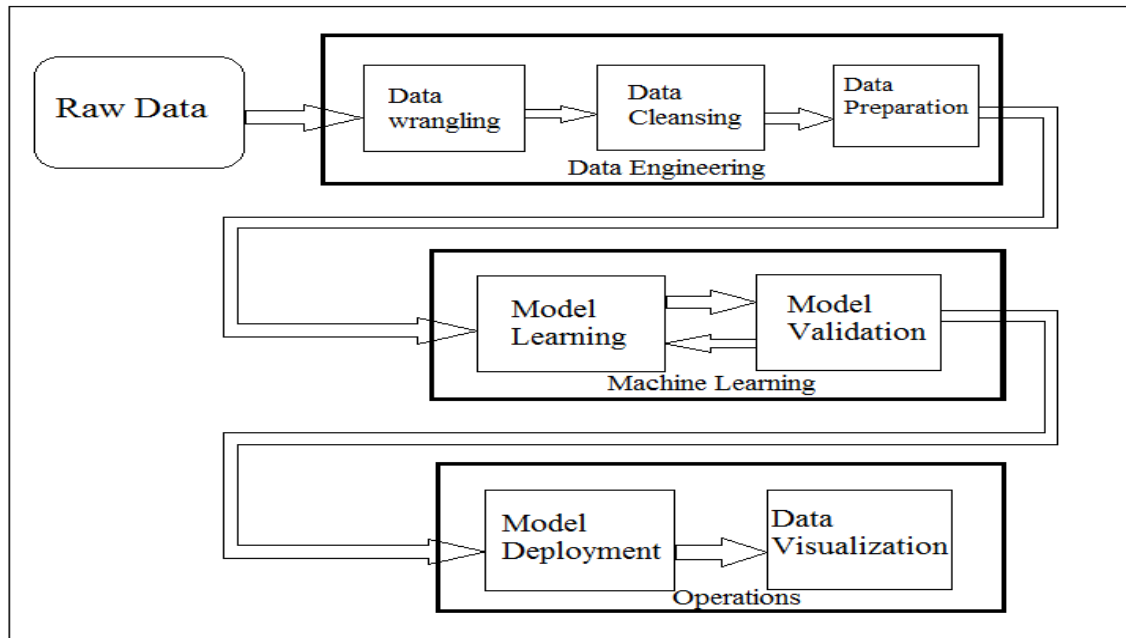 Raw Data
Data
wrangling
Data
Cleansing
Data
Preparation
Data Engineering
Model
Learning
Model
Validation
Machine Learning
Model
Deployment
Data
Visualization
Operations